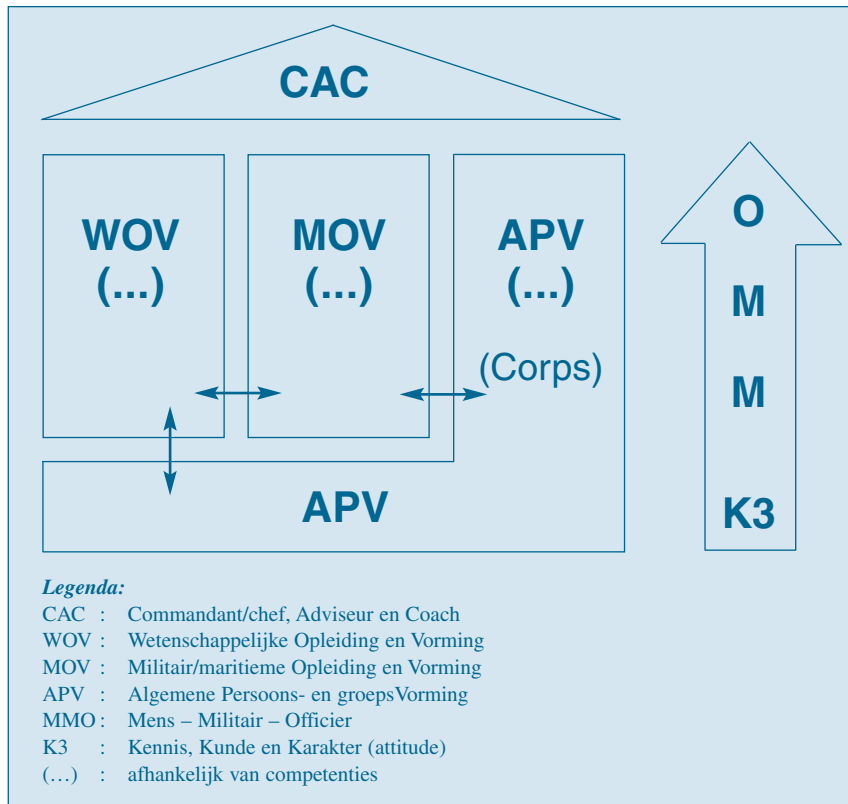 CAC
WOV
(...)
MOV
(...)
APV
(...)
(Corps)
APV
O
M
M
K3
Legenda:
CAC : Commandant/chef, Adviseur en Coach
WOV : Wetenschappelijke Opleiding en Vorming
MOV : Militair/maritieme Opleiding en Vorming
APV : Algemene Persoons- en groepsVorming
MMO : Mens – Militair – Officier
K3 : Kennis, Kunde en Karakter (attitude)
(...) : afhankelijk van competenties